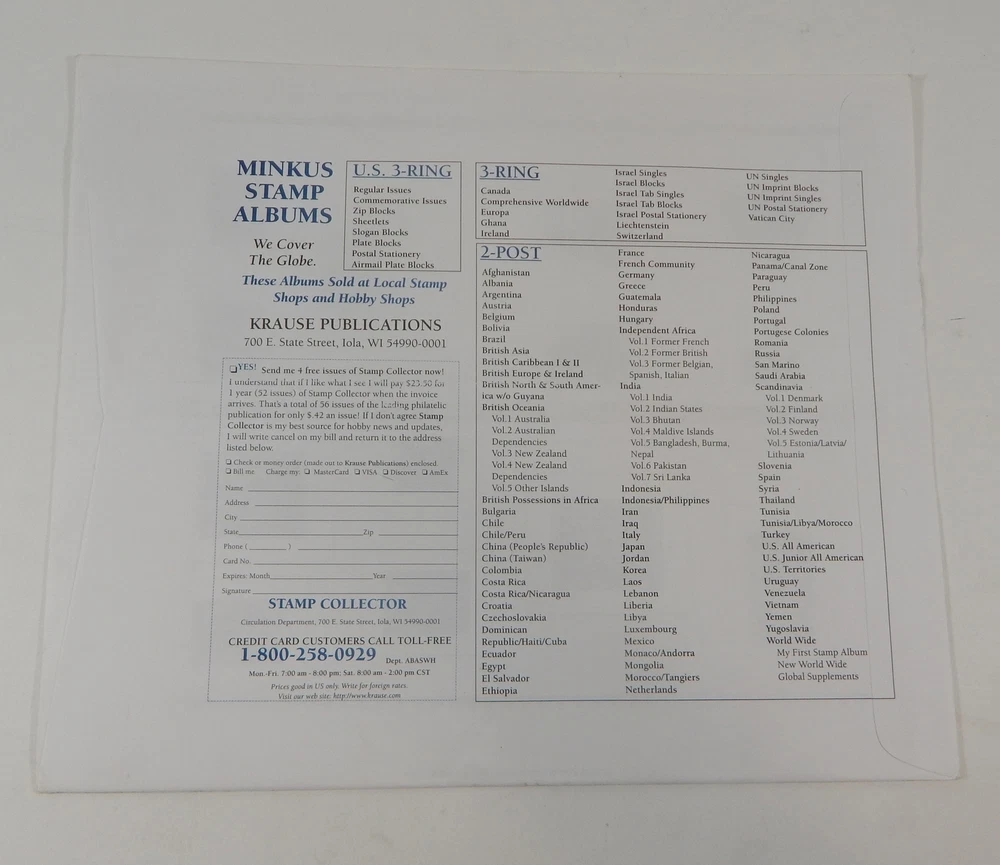 MINKUS
STAMP
ALBUMS
We Cover
The Globe.
U.S. 3-RING
Regular Issues
Commemorative Issues
Zip Blocks
Sheetlets
Slogan Blocks
Plate Blocks
Postal Stationery
Airmail Plate Blocks
These Albums Sold at Local Stamp
Shops and Hobby Shops
KRAUSE PUBLICATIONS
700 E. State Street, Iola, WI 54990-0001
❏YES! Send me 4 free issues of Stamp Collector now!
I understand that if I like what I see I will pay $23.50 for
1 year (52 issues) of Stamp Collector when the invoice
arrives. That's a total of 56 issues of the leading philatelic
publication for only $.42 an issue! If I don't agree Stamp
Collector is my best source for hobby news and updates,
I will write cancel on my bill and return it to the address
listed below.
❏ Check or money order (made out to Krause Publications) enclosed
❏ Bill me Charge my: ❏ MasterCard ❏ VISA ❏ Discover ❏ AmEx
Name
Address
City
State Zip
Phone ( )
Card No.
Expires: Month Year
Signature
STAMP COLLECTOR
Circulation Department, 700 E. State Street, Iola, WI 54990-0001
CREDIT CARD CUSTOMERS CALL TOLL-FREE
1-800-258-0929 Dept. ABASWH
Mon.-Fri. 7:00 am - 8:00 pm; Sat. 8:00 am - 2:00 pm CST
Prices good in US only. Write for foreign rates.
Visit our web site: http://www.krause.com
3-RING
Canada
Comprehensive Worldwide
Europa
Ghana
Ireland
Israel Singles
Israel Blocks
Israel Tab Singles
Israel Tab Blocks
Israel Postal Stationery
Liechtenstein
Switzerland
UN Singles
UN Imprint Blocks
UN Imprint Singles
UN Postal Stationery
Vatican City
2-POST
Afghanistan
Albania
Argentina
Austria
Belgium
Bolivia
Brazil
British Asia
British Caribbean I & II
British Europe & Ireland
British North & South Amer-
ica w/o Guyana
British Oceania
Vol.1 Australia
Vol.2 Australian
Dependencies
Vol.3 New Zealand
Vol.4 New Zealand
Dependencies
Vol.5 Other Islands
British Possessions in Africa
Bulgaria
Chile
Chile/Peru
China (People's Republic)
China (Taiwan)
Colombia
Costa Rica
Costa Rica/Nicaragua
Croatia
Czechoslovakia
Dominican
Republic/Haiti/Cuba
Ecuador
Egypt
El Salvador
Ethiopia
France
French Community
Germany
Greece
Guatemala
Honduras
Hungary
Independent Africa
Vol.1 Former French
Vol.2 Former British
Vol.3 Former Belgian,
Spanish, Italian
India
Vol.1 India
Vol.2 Indian States
Vol.3 Bhutan
Vol.4 Maldive Islands
Vol.5 Bangladesh, Burma,
Nepal
Vol.6 Pakistan
Vol.7 Sri Lanka
Indonesia
Indonesia/Philippines
Iran
Iraq
Italy
Japan
Jordan
Korea
Laos
Lebanon
Liberia
Libya
Luxembourg
Mexico
Monaco/Andorra
Mongolia
Morocco/Tangiers
Netherlands
Nicaragua
Panama/Canal Zone
Paraguay
Peru
Philippines
Poland
Portugal
Portugese Colonies
Romania
Russia
San Marino
Saudi Arabia
Scandinavia
Vol.1 Denmark
Vol.2 Finland
Vol.3 Norway
Vol.4 Sweden
Vol.5 Estonia/Latvia/
Lithuania
Slovenia
Spain
Syria
Thailand
Tunisia
Tunisia/Libya/Morocco
Turkey
U.S. All American
U.S. Junior All American
U.S. Territories
Uruguay
Venezuela
Vietnam
Yemen
Yugoslavia
World Wide
My First Stamp Album
New World Wide
Global Supplements